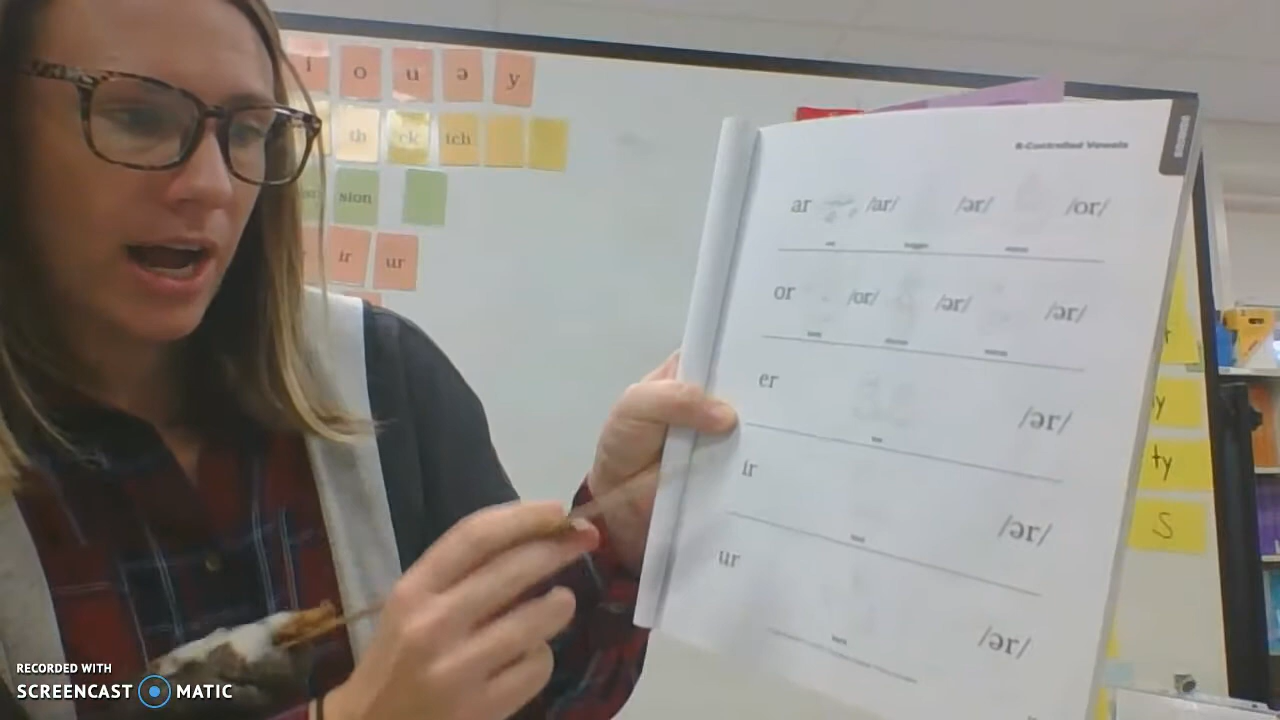 i o u ə y
th ck tch
sion
ir ur
R-Controlled Vowels
ar /ar/ /ər/ /or/
or /or/ /ər/ /ər/
er /ər/
ir /ər/
ur /ər/
y
ty
S
RECORDED WITH
SCREENCAST MATIC